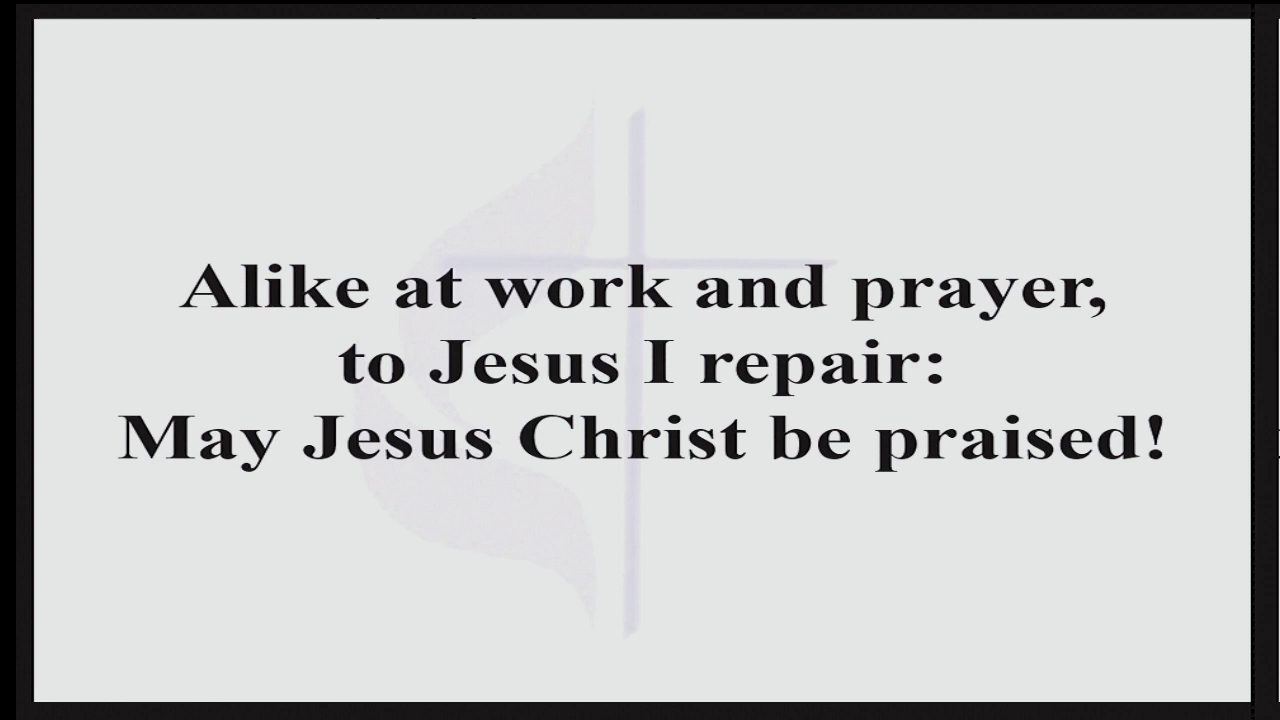 Alike at work and prayer,
to Jesus I repair:
May Jesus Christ be praised!